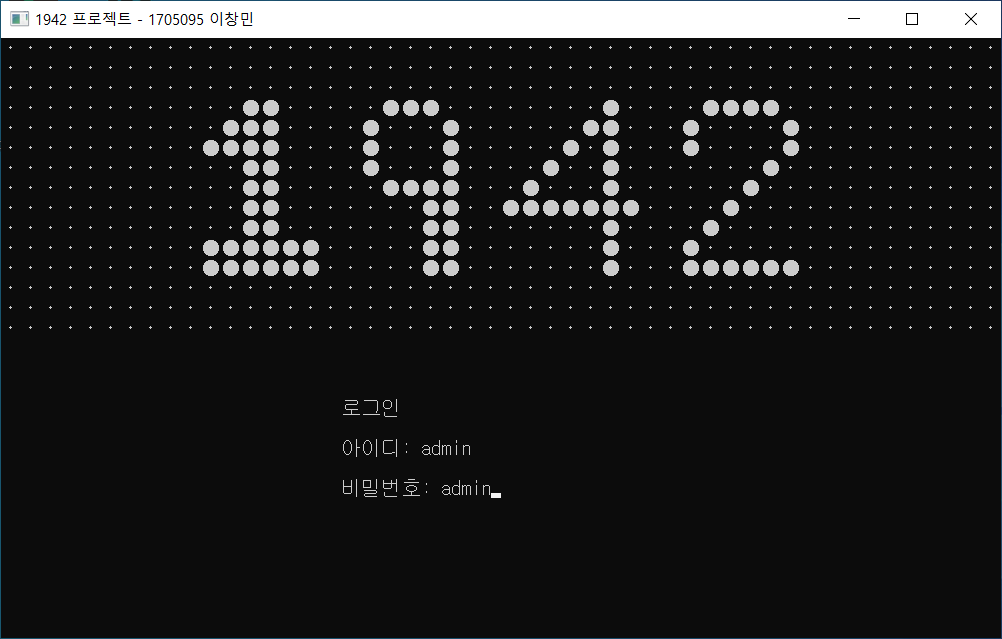 1942 프로젝트 - 1705095 이창민
1942
로그인
아이디: admin
비밀번호: admin